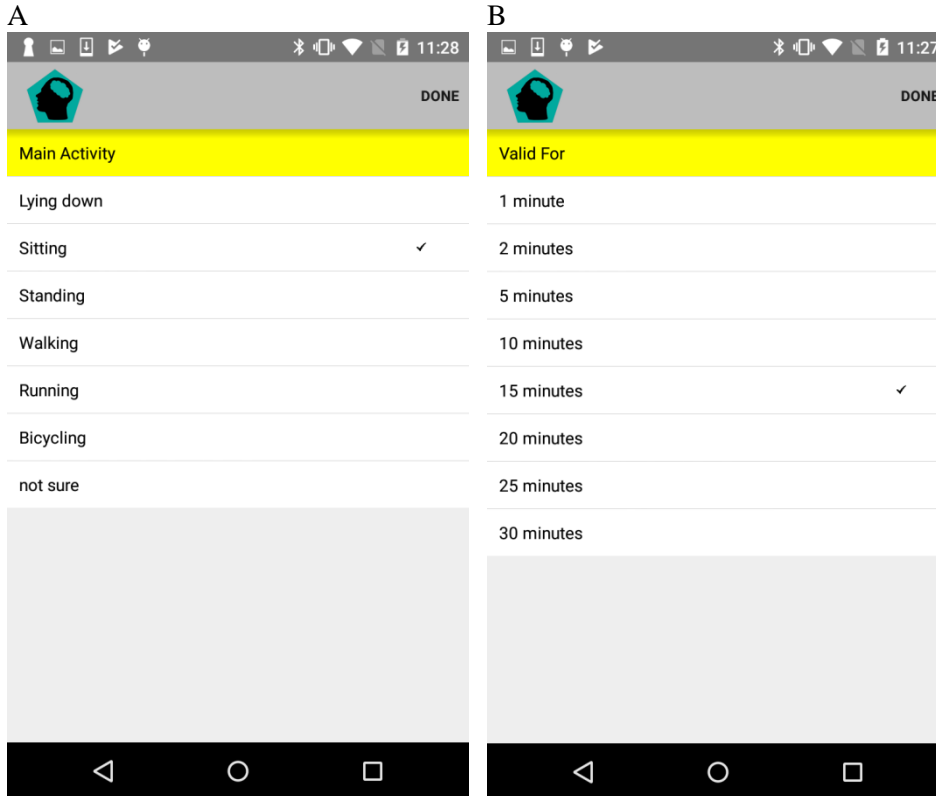 A
11:28
DONE
Main Activity
Lying down
Sitting
Standing
Walking
Running
Bicycling
not sure
B
11:27
DONE
Valid For
1 minute
2 minutes
5 minutes
10 minutes
15 minutes
20 minutes
25 minutes
30 minutes